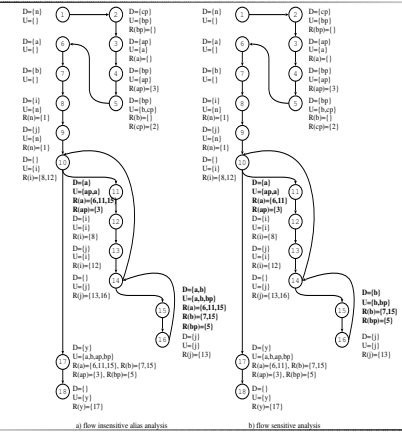 D={n}
U={}
1
2
D={cp}
U={bp}
R(bp)={}
D={a}
U={}
6
3
D={ap}
U={a}
R(a)={}
D={b}
U={}
7
4
D={bp}
U={ap}
R(ap)={3}
D={i}
U={n}
R(n)={1}
8
5
D={bp}
U={b,cp}
R(b)={}
R(cp)={2}
D={j}
U={n}
R(n)={1}
9
D={}
U={i}
R(i)={8,12}
10
D={a}
U={ap,a}
R(a)={6,11,15}
R(ap)={3}
11
D={i}
U={i}
R(i)={8}
12
D={j}
U={i}
R(i)={12}
13
D={}
U={j}
R(j)={13,16}
14
D={a,b}
U={a,b,bp}
R(a)={6,11,15}
R(b)={7,15}
R(bp)={5}
15
D={j}
U={j}
R(j)={13}
16
D={y}
U={a,b,ap,bp}
R(a)={6,11,15}, R(b)={7,15}
R(ap)={3}, R(bp)={5}
17
D={}
U={y}
R(y)={17}
18
a) flow insensitive alias analysis
D={n}
U={}
1
2
D={cp}
U={bp}
R(bp)={}
D={a}
U={}
6
3
D={ap}
U={a}
R(a)={}
D={b}
U={}
7
4
D={bp}
U={ap}
R(ap)={3}
D={i}
U={n}
R(n)={1}
8
5
D={bp}
U={b,cp}
R(b)={}
R(cp)={2}
D={j}
U={n}
R(n)={1}
9
D={}
U={i}
R(i)={8,12}
10
D={a}
U={ap,a}
R(a)={6,11}
R(ap)={3}
11
D={i}
U={i}
R(i)={8}
12
D={j}
U={i}
R(i)={12}
13
D={}
U={j}
R(j)={13,16}
14
D={b}
U={b,bp}
R(b)={7,15}
R(bp)={5}
15
D={j}
U={j}
R(j)={13}
16
D={y}
U={a,b,ap,bp}
R(a)={6,11}, R(b)={7,15}
R(ap)={3}, R(bp)={5}
17
D={}
U={y}
R(y)={17}
18
b) flow sensitive analysis